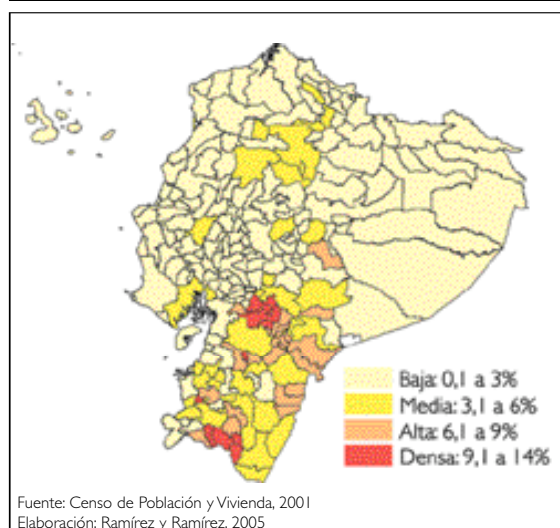 Baja: 0,1 a 3%
Media: 3,1 a 6%
Alta: 6,1 a 9%
Densa: 9,1 a 14%
Fuente: Censo de Población y Vivienda, 2001
Elaboración: Ramírez y Ramírez, 2005